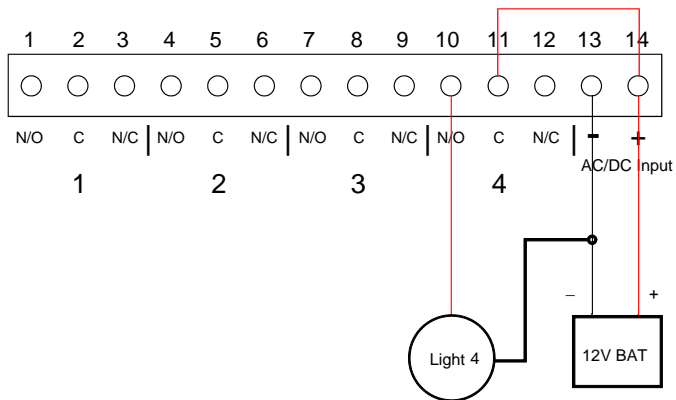 1 2 3 4 5 6 7 8 9 10 11 12 13 14
N/O C N/C N/O C N/C N/O C N/C N/O C N/C - +
AC/DC Input
1 2 3 4
– +
Light 4
12V BAT